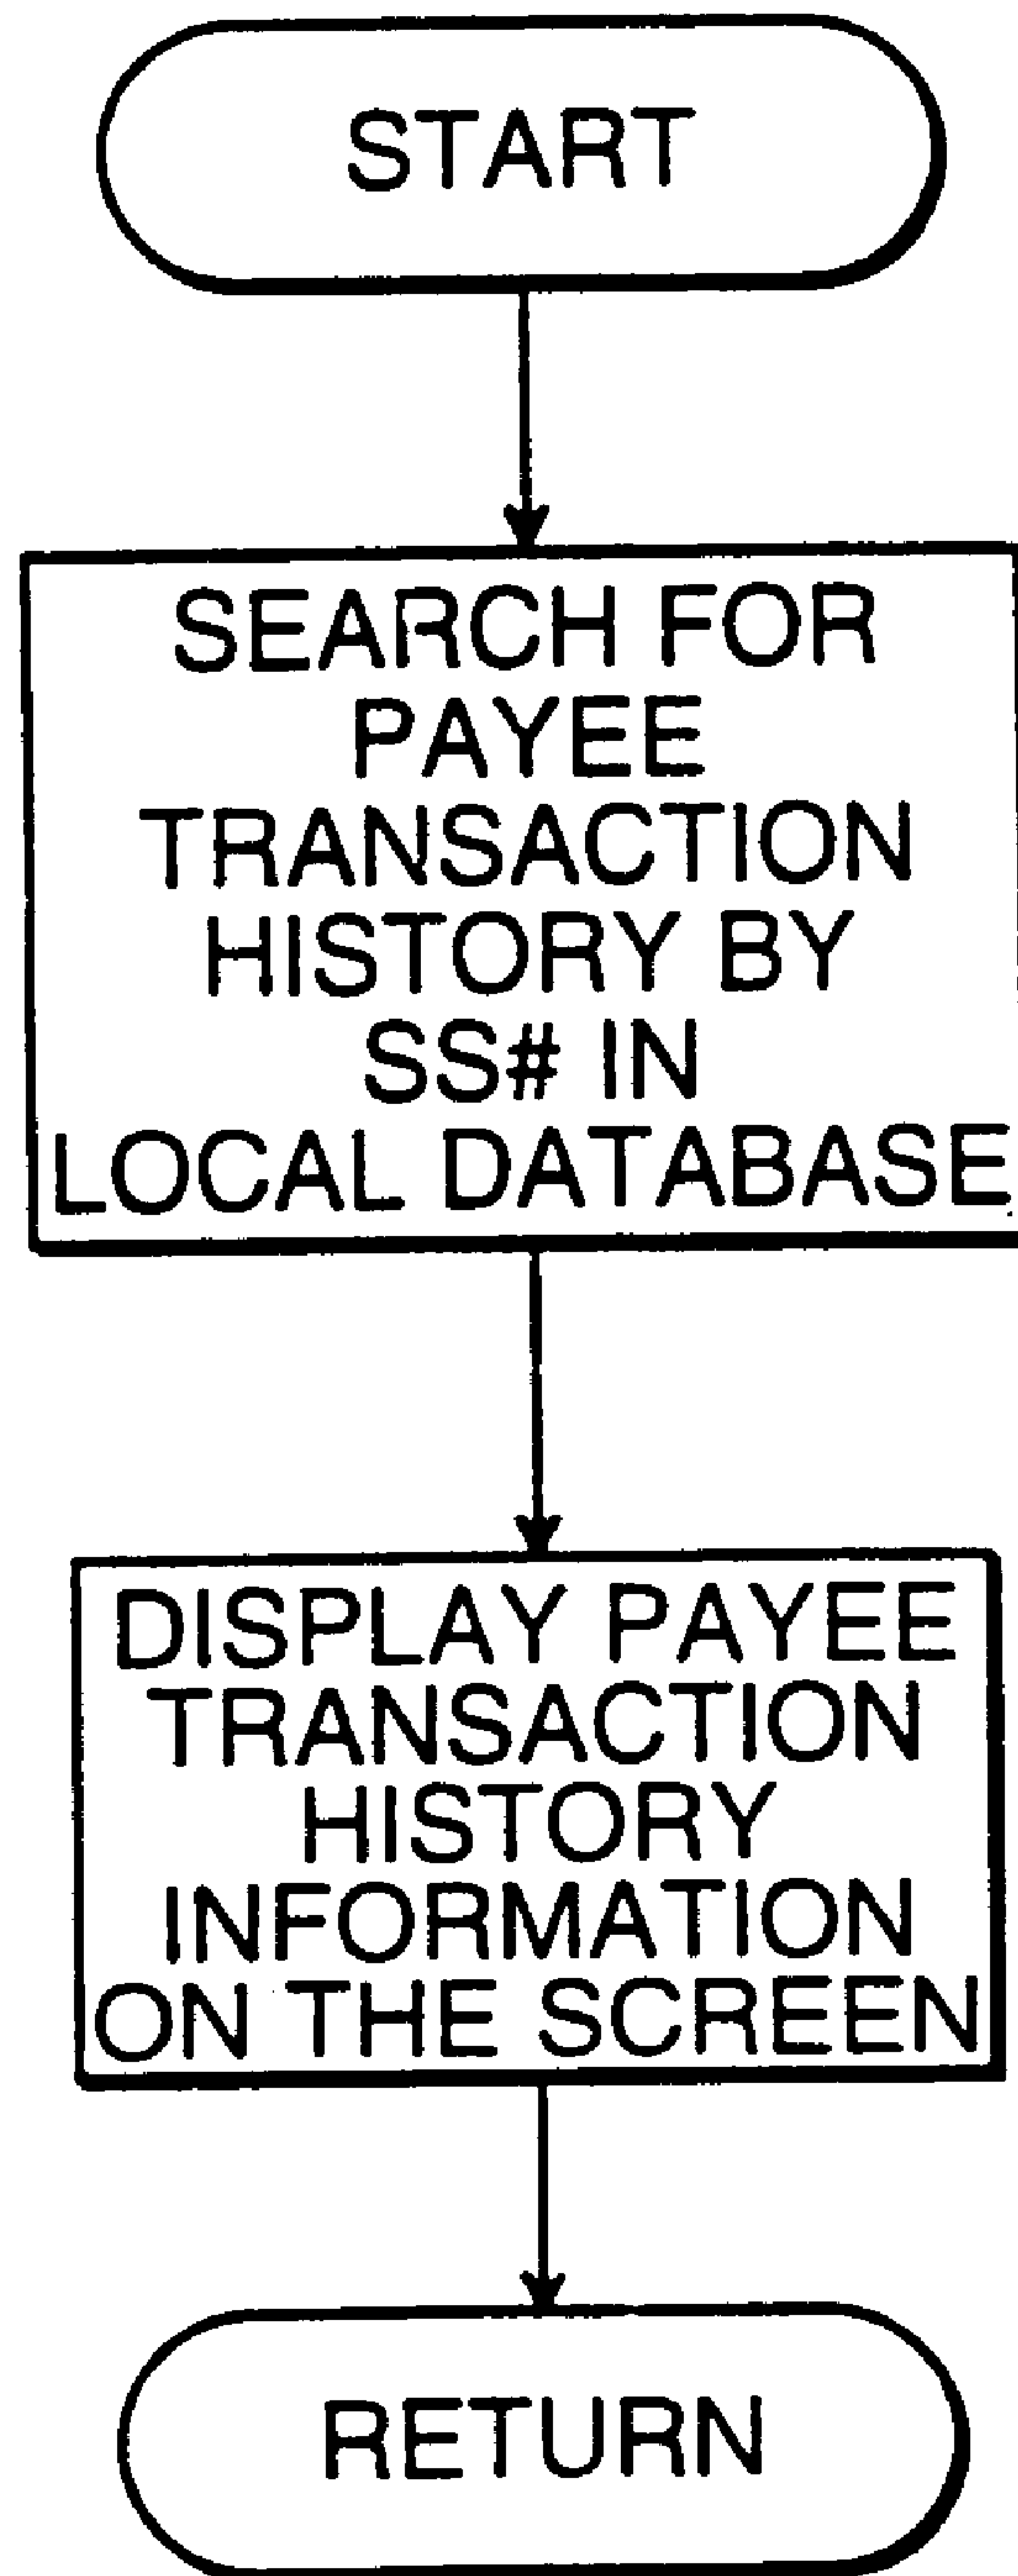 START
SEARCH FOR
PAYEE
TRANSACTION
HISTORY BY
SS# IN
LOCAL DATABASE
DISPLAY PAYEE
TRANSACTION
HISTORY
INFORMATION
ON THE SCREEN
RETURN